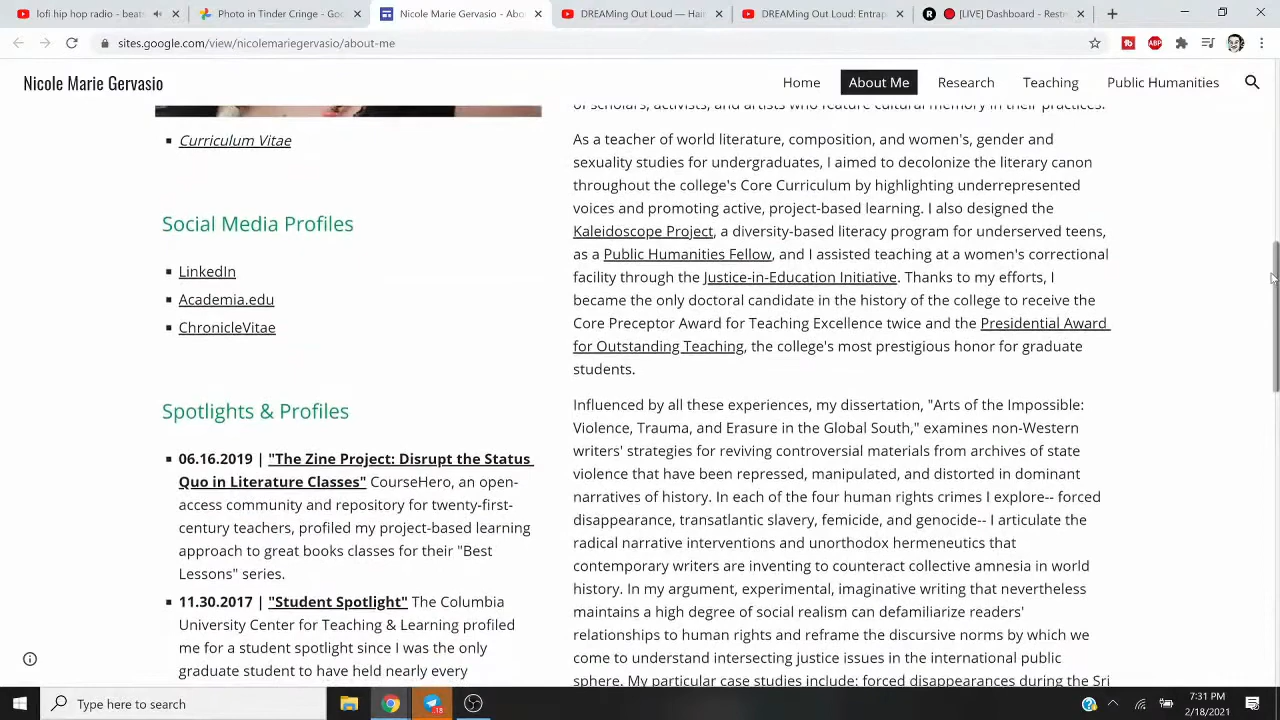 lofi hip hop radio - beats
Photo in Tinder - Goo
Nicole Marie Gervasio - Abo
DREAMing Out Loud — Hai
DREAMing Out Loud: Entrap
[LIVE] Dashboard - Restre
sites.google.com/view/nicolemariegervasio/about-me
Nicole Marie Gervasio
Home
About Me
Research
Teaching
Public Humanities
Curriculum Vitae
Social Media Profiles
LinkedIn
Academia.edu
ChronicleVitae
Spotlights & Profiles
06.16.2019 | "The Zine Project: Disrupt the Status
Quo in Literature Classes" CourseHero, an open-
access community and repository for twenty-first-
century teachers, profiled my project-based learning
approach to great books classes for their "Best
Lessons" series.
11.30.2017 | "Student Spotlight" The Columbia
University Center for Teaching & Learning profiled
me for a student spotlight since I was the only
graduate student to have held nearly every
of scholars, activists, and artists who feature cultural memory in their practices.
As a teacher of world literature, composition, and women's, gender and
sexuality studies for undergraduates, I aimed to decolonize the literary canon
throughout the college's Core Curriculum by highlighting underrepresented
voices and promoting active, project-based learning. I also designed the
Kaleidoscope Project, a diversity-based literacy program for underserved teens,
as a Public Humanities Fellow, and I assisted teaching at a women's correctional
facility through the Justice-in-Education Initiative. Thanks to my efforts, I
became the only doctoral candidate in the history of the college to receive the
Core Preceptor Award for Teaching Excellence twice and the Presidential Award
for Outstanding Teaching, the college's most prestigious honor for graduate
students.
Influenced by all these experiences, my dissertation, "Arts of the Impossible:
Violence, Trauma, and Erasure in the Global South," examines non-Western
writers' strategies for reviving controversial materials from archives of state
violence that have been repressed, manipulated, and distorted in dominant
narratives of history. In each of the four human rights crimes I explore-- forced
disappearance, transatlantic slavery, femicide, and genocide-- I articulate the
radical narrative interventions and unorthodox hermeneutics that
contemporary writers are inventing to counteract collective amnesia in world
history. In my argument, experimental, imaginative writing that nevertheless
maintains a high degree of social realism can defamiliarize readers'
relationships to human rights and reframe the discursive norms by which we
come to understand intersecting justice issues in the international public
sphere. My particular case studies include: forced disappearances during the Sri
Type here to search
7:31 PM
2/18/2021